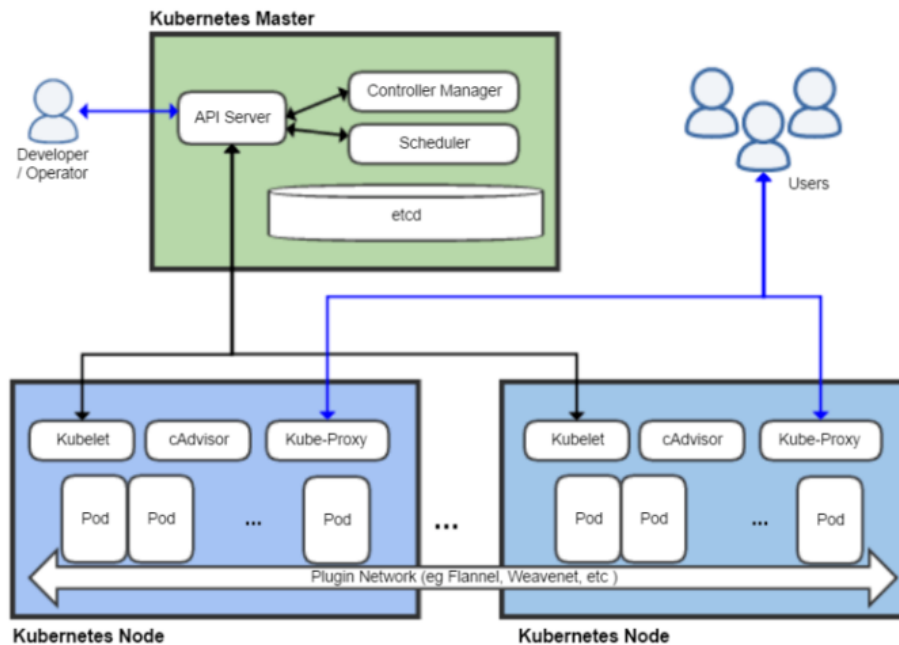 Kubernetes Master
API Server
Controller Manager
Scheduler
etcd
Developer
/ Operator
Users
Kubelet
cAdvisor
Kube-Proxy
Pod
Pod
...
Pod
...
Kubelet
cAdvisor
Kube-Proxy
Pod
Pod
...
Pod
Plugin Network (eg Flannel, Weavenet, etc )
Kubernetes Node
Kubernetes Node